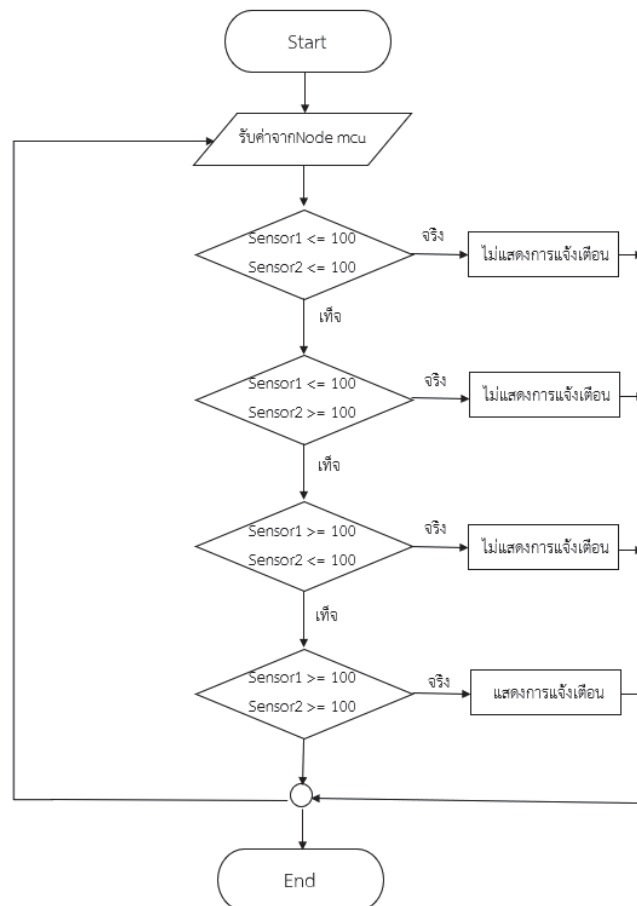 Start
รับค่าจากNode mcu
Sensor1 <= 100
Sensor2 <= 100
จริง
ไม่แสดงการแจ้งเตือน
เท็จ
Sensor1 <= 100
Sensor2 >= 100
จริง
ไม่แสดงการแจ้งเตือน
เท็จ
Sensor1 >= 100
Sensor2 <= 100
จริง
ไม่แสดงการแจ้งเตือน
เท็จ
Sensor1 >= 100
Sensor2 >= 100
จริง
แสดงการแจ้งเตือน
End